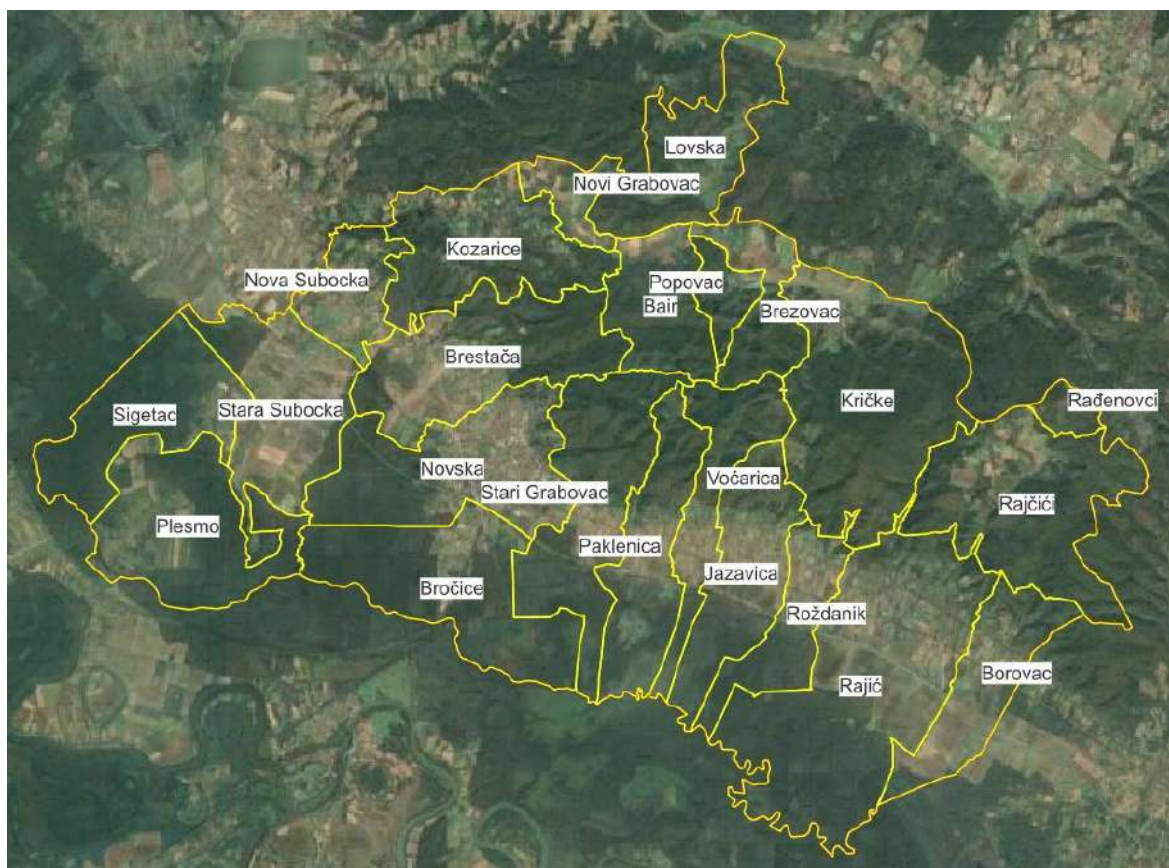 Lovska
Novi Grabovac
Kozarice
Nova Subocka
Popovac
Bair
Brezovac
Brestača
Sigetac
Stara Subocka
Kričke
Rađenovci
Novska
Stari Grabovac
Voćarica
Rajčići
Plesmo
Paklenica
Bročice
Jazavica
Roždanik
Rajić
Borovac